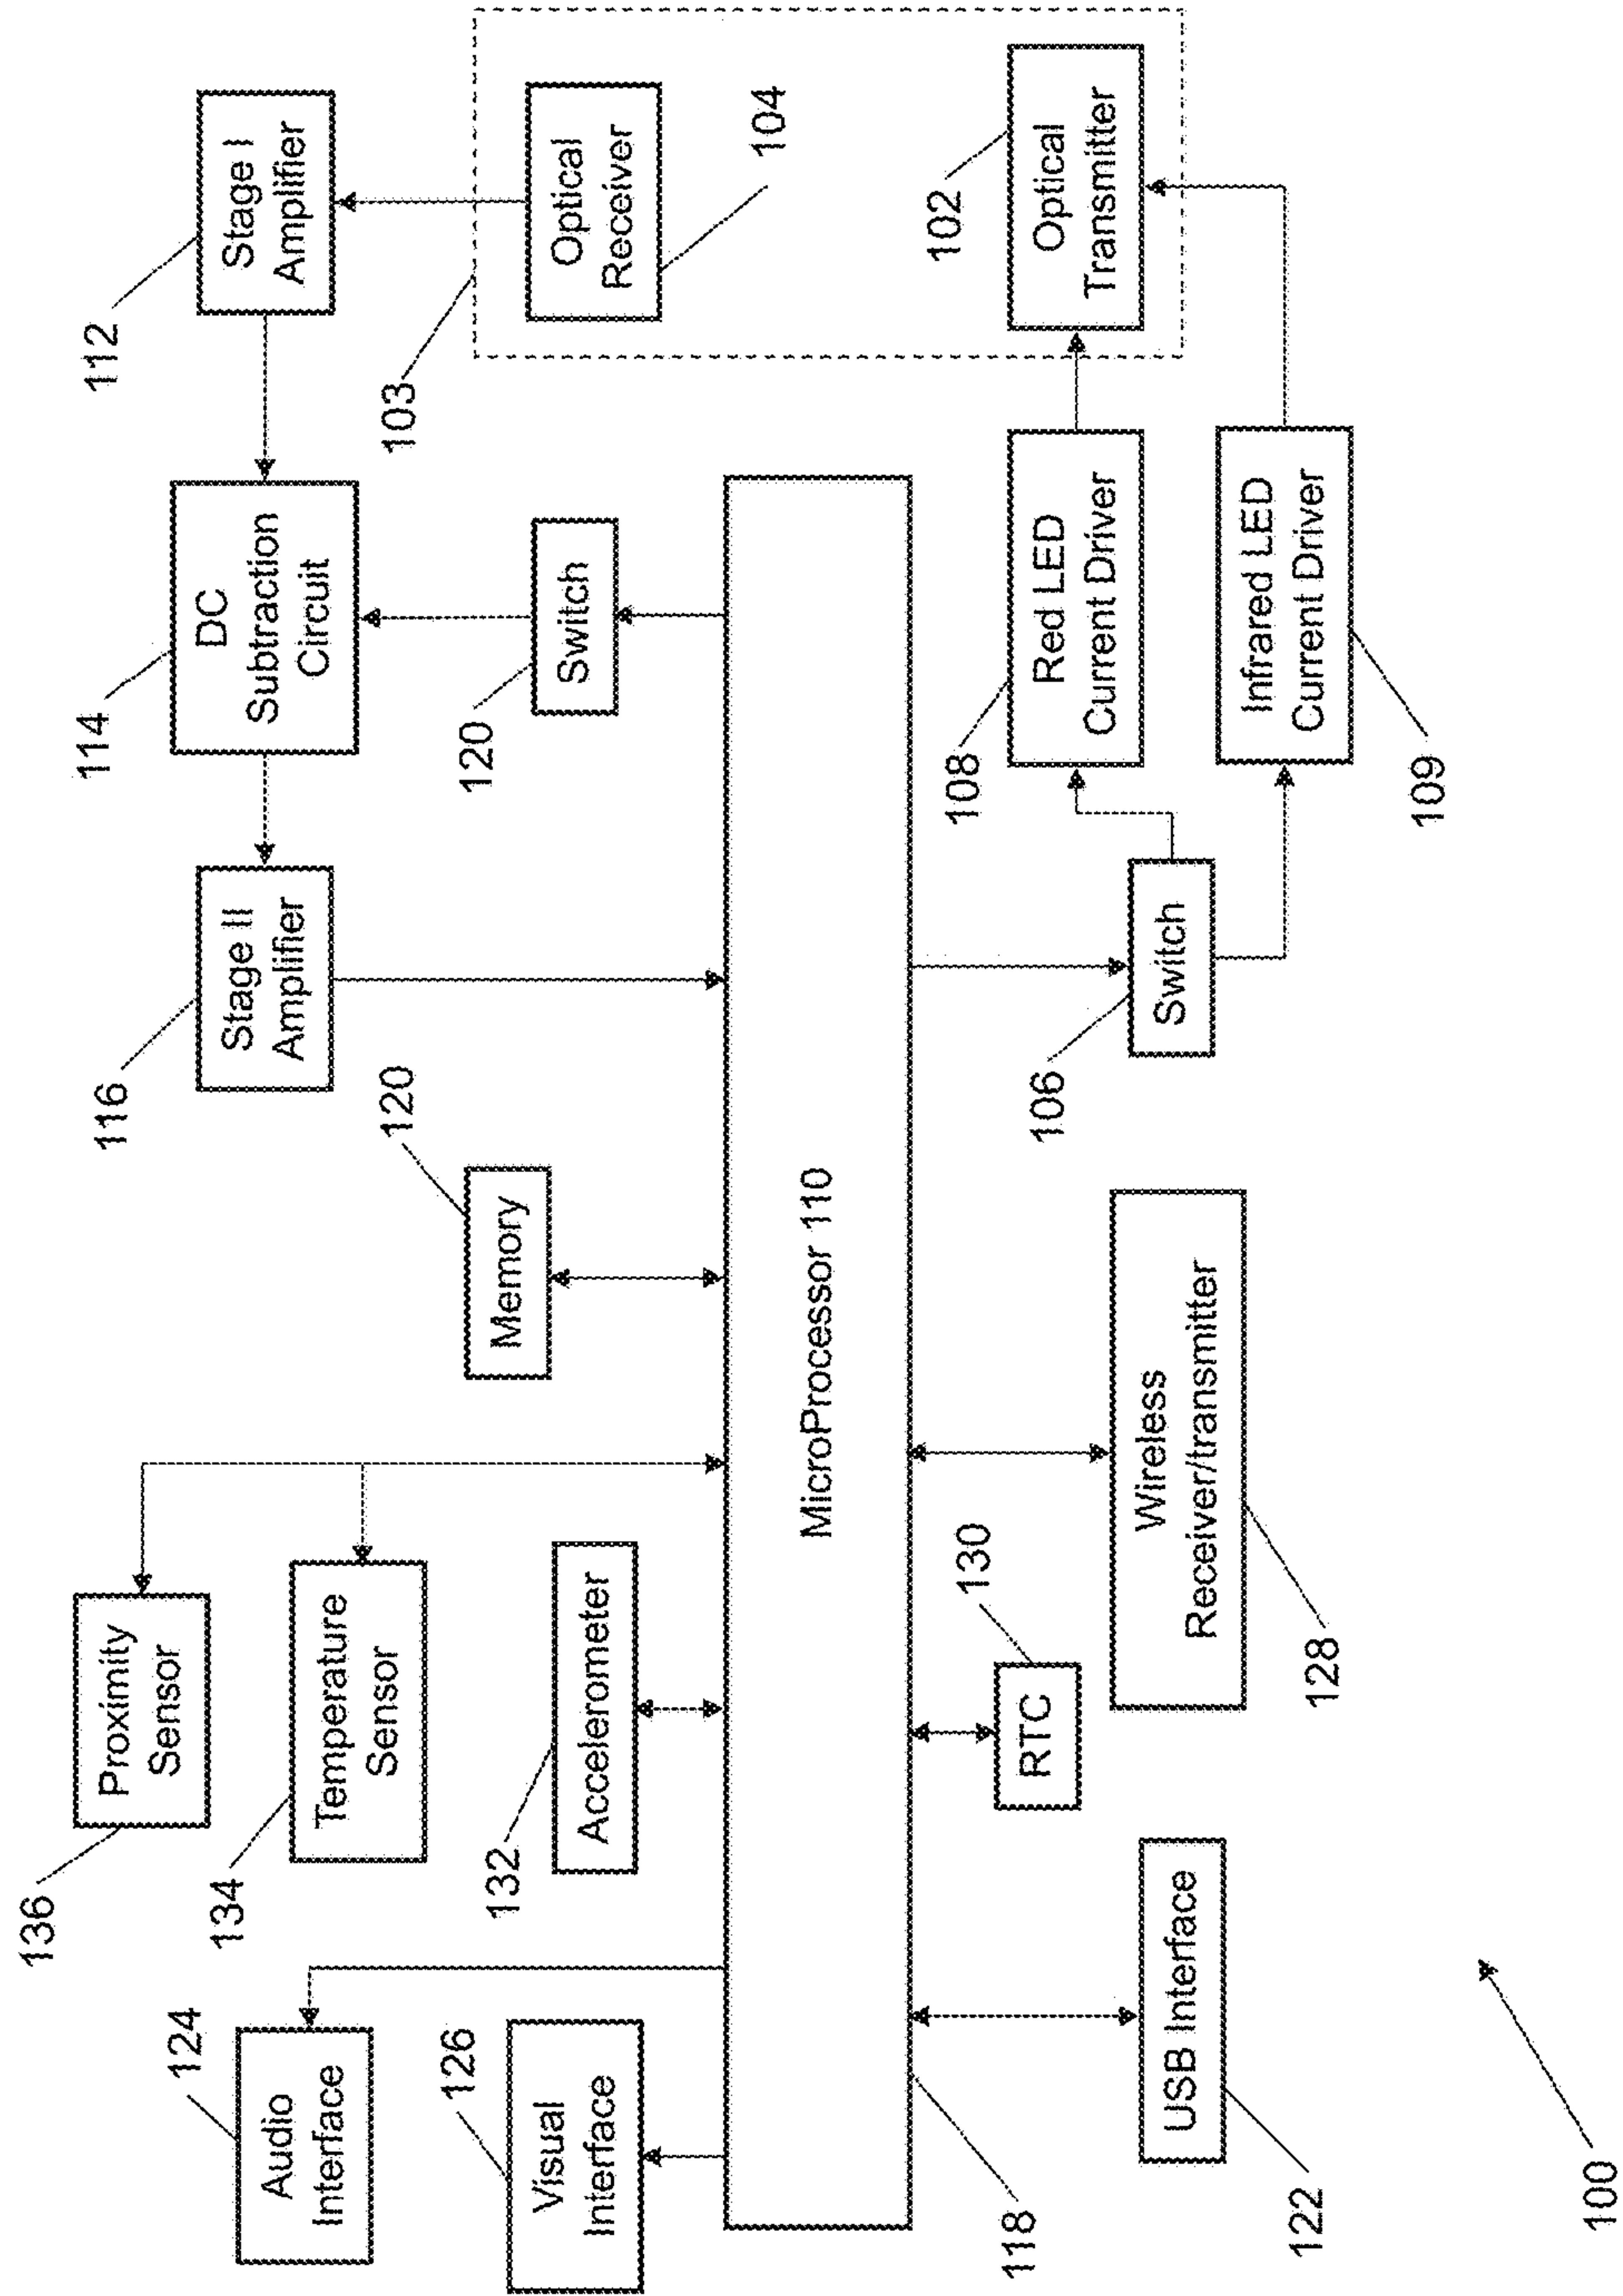 136
Proximity
Sensor
124
Audio
Interface
134
Temperature
Sensor
126
Visual
Interface
132
Accelerometer
120
Memory
116
Stage II
Amplifier
114
DC
Subtraction
Circuit
112
Stage I
Amplifier
120
Switch
103
Optical
Receiver
104
MicroProcessor 110
118
122
USB Interface
130
RTC
128
Wireless
Receiver/transmitter
106
Switch
108
Red LED
Current Driver
109
Infrared LED
Current Driver
102
Optical
Transmitter
100